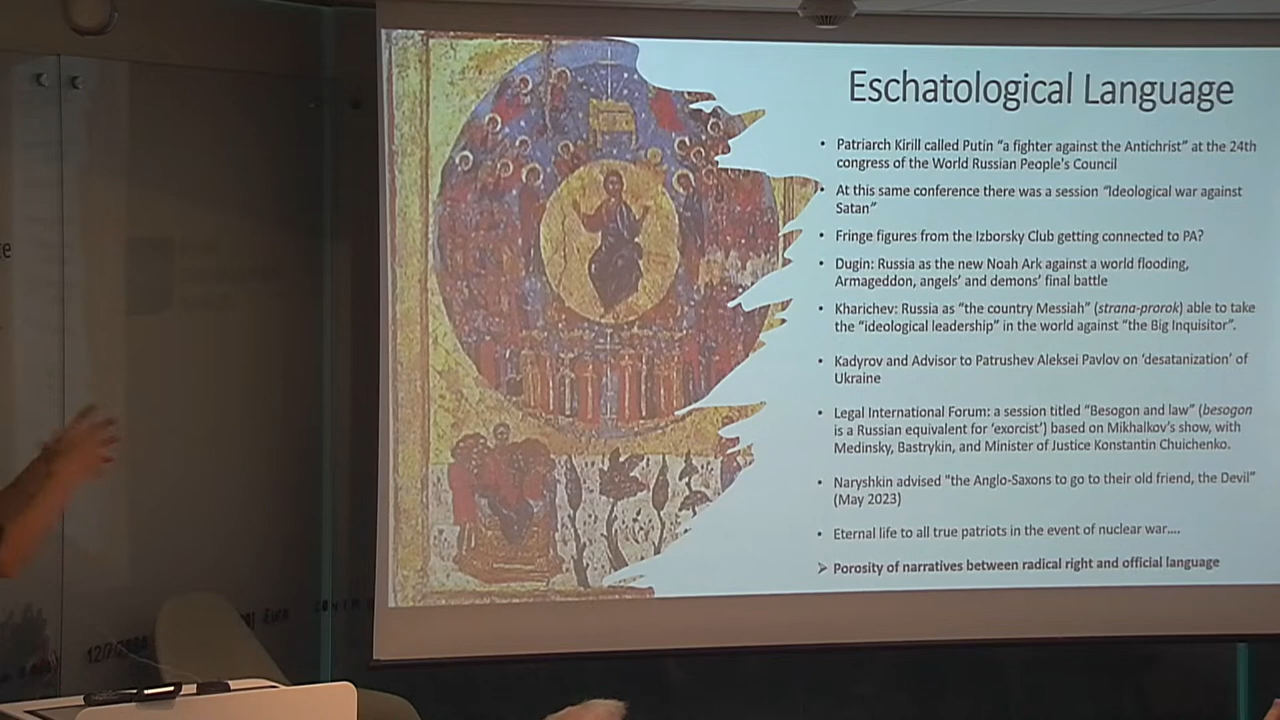 Eschatological Language
• Patriarch Kirill called Putin "a fighter against the Antichrist" at the 24th
congress of the World Russian People's Council
• At this same conference there was a session "Ideological war against
Satan"
• Fringe figures from the Izborsky Club getting connected to PA?
• Dugin: Russia as the new Noah Ark against a world flooding,
Armageddon, angels' and demons' final battle
• Kharichev: Russia as "the country Messiah" (strana-prorok) able to take
the "ideological leadership" in the world against "the Big Inquisitor".
• Kadyrov and Advisor to Patrushev Aleksei Pavlov on 'desatanization' of
Ukraine
• Legal International Forum: a session titled "Besogon and law" (besogon
is a Russian equivalent for 'exorcist') based on Mikhalkov's show, with
Medinsky, Bastrykin, and Minister of Justice Konstantin Chuichenko.
• Naryshkin advised "the Anglo-Saxons to go to their old friend, the Devil"
(May 2023)
• Eternal life to all true patriots in the event of nuclear war....
➢ Porosity of narratives between radical right and official language